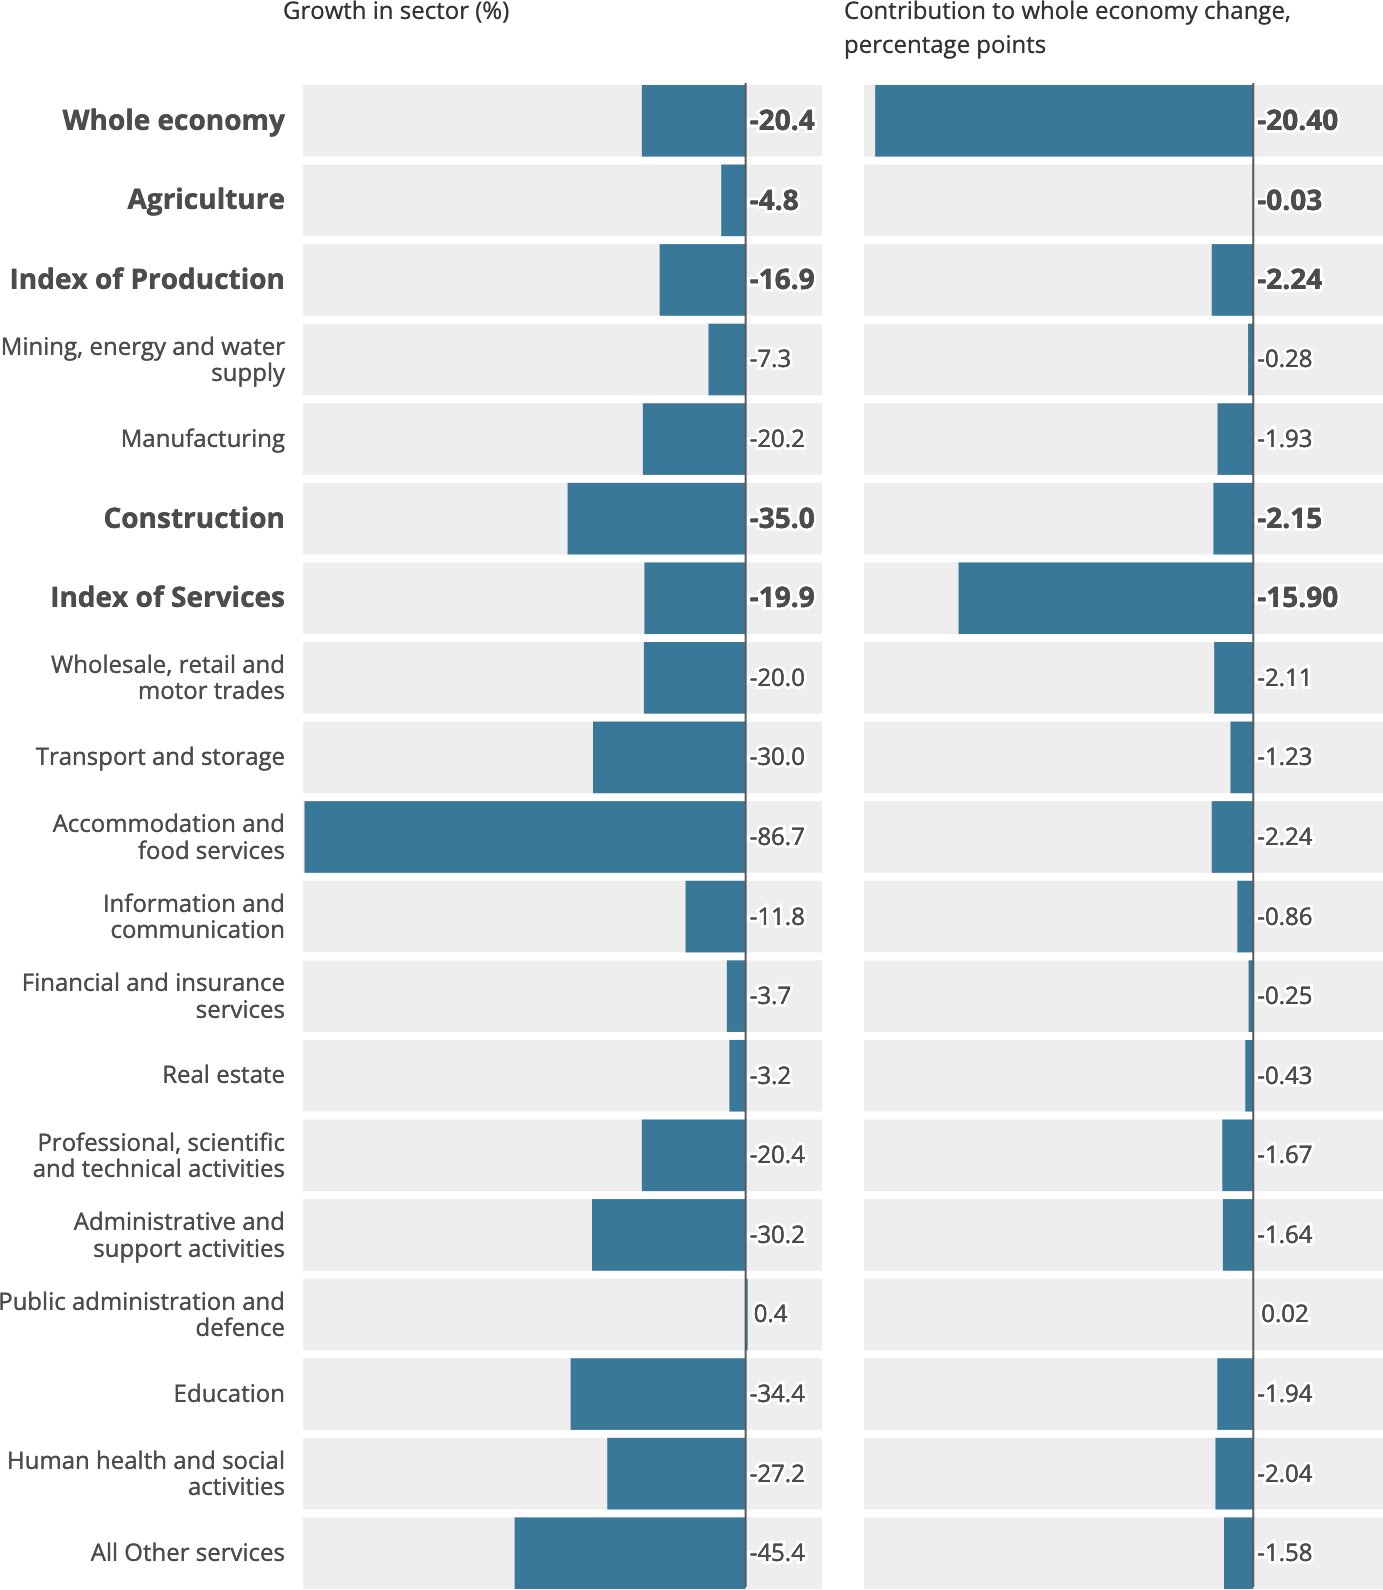 Growth in sector (%)
Contribution to whole economy change,
percentage points
Whole economy -20.4 -20.40
Agriculture -4.8 -0.03
Index of Production -16.9 -2.24
Mining, energy and water
supply -7.3 -0.28
Manufacturing -20.2 -1.93
Construction -35.0 -2.15
Index of Services -19.9 -15.90
Wholesale, retail and
motor trades -20.0 -2.11
Transport and storage -30.0 -1.23
Accommodation and
food services -86.7 -2.24
Information and
communication -11.8 -0.86
Financial and insurance
services -3.7 -0.25
Real estate -3.2 -0.43
Professional, scientific
and technical activities -20.4 -1.67
Administrative and
support activities -30.2 -1.64
Public administration and
defence 0.4 0.02
Education -34.4 -1.94
Human health and social
activities -27.2 -2.04
All Other services -45.4 -1.58